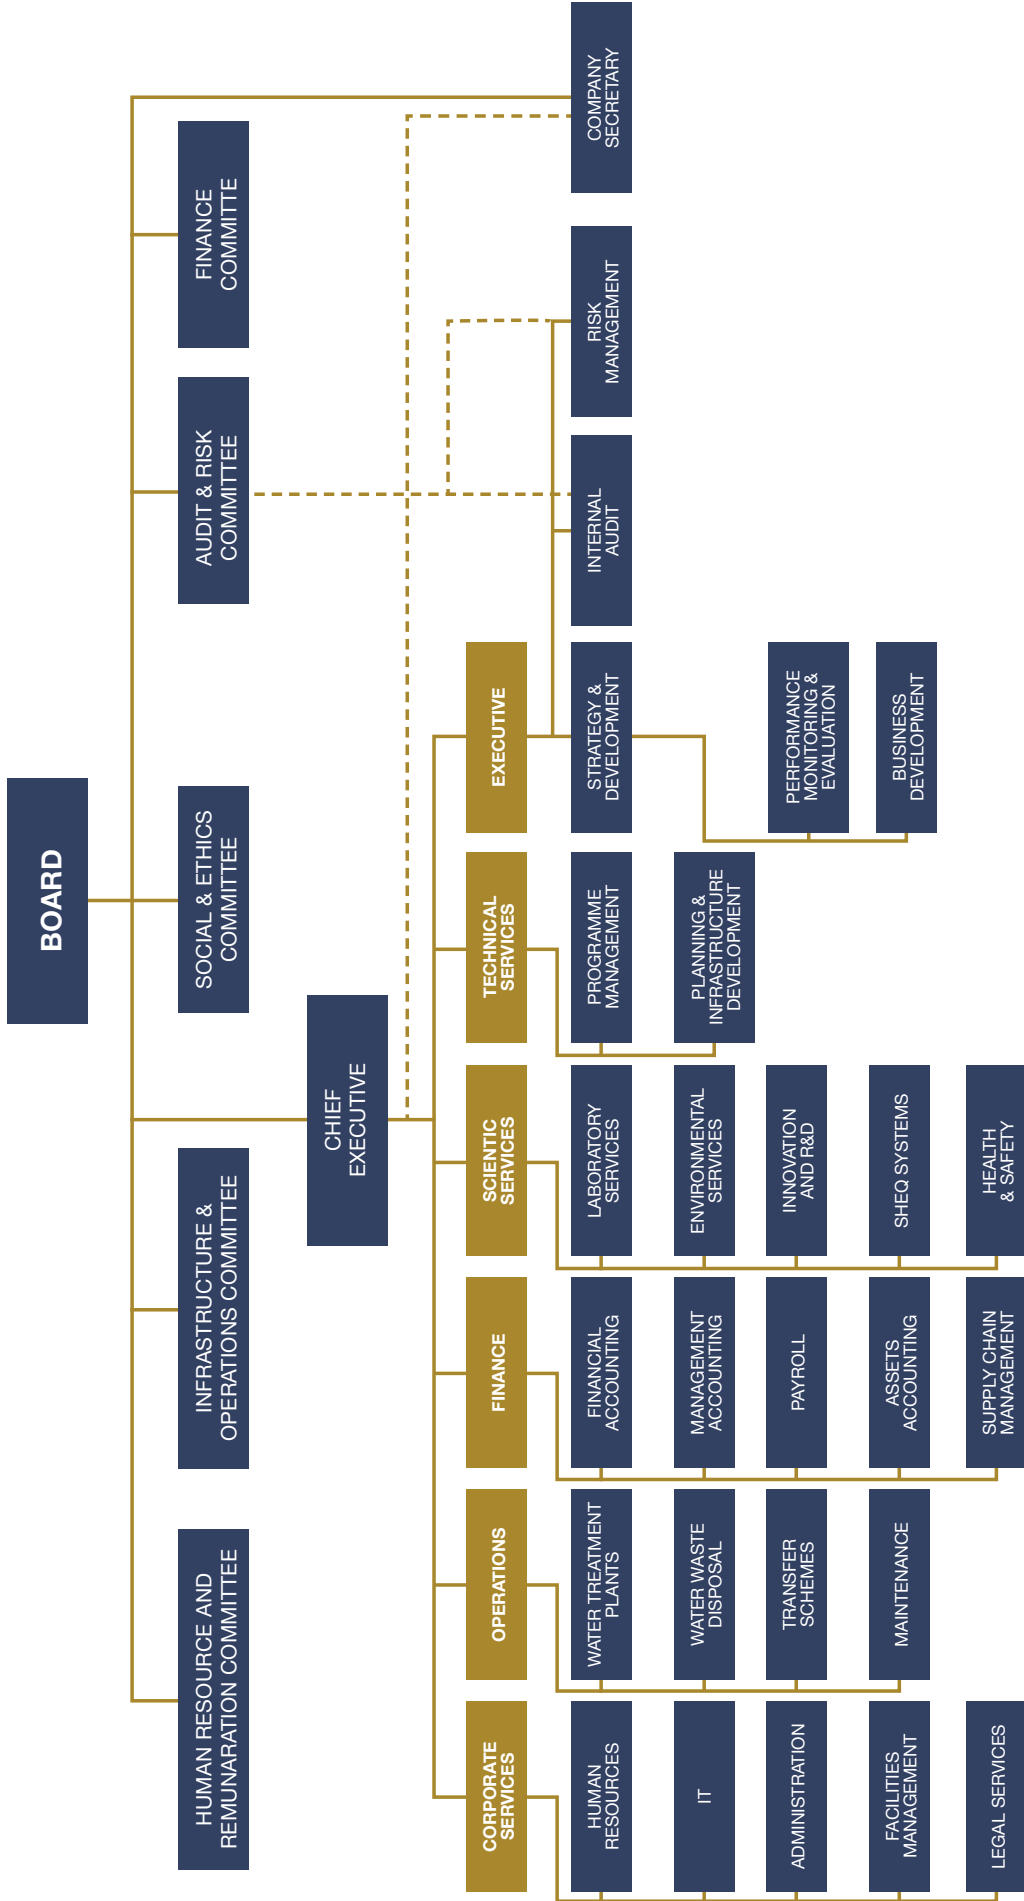 BOARD
HUMAN RESOURCE AND
REMUNARATION COMMITTEE
INFRASTRUCTURE &
OPERATIONS COMMITTEE
SOCIAL & ETHICS
COMMITTEE
AUDIT & RISK
COMMITTEE
FINANCE
COMMITTE
CHIEF
EXECUTIVE
CORPORATE
SERVICES
OPERATIONS
FINANCE
SCIENTIFIC
SERVICES
TECHNICAL
SERVICES
EXECUTIVE
HUMAN
RESOURCES
WATER TREATMENT
PLANTS
FINANCIAL
ACCOUNTING
LABORATORY
SERVICES
PROGRAMME
MANAGEMENT
STRATEGY &
DEVELOPMENT
INTERNAL
AUDIT
RISK
MANAGEMENT
COMPANY
SECRETARY
IT
WATER WASTE
DISPOSAL
MANAGEMENT
ACCOUNTING
ENVIRONMENTAL
SERVICES
PLANNING &
INFRASTRUCTURE
DEVELOPMENT
ADMINISTRATION
TRANSFER
SCHEMES
PAYROLL
INNOVATION
AND R&D
PERFORMANCE
MONITORING &
EVALUATION
FACILITIES
MANAGEMENT
MAINTENANCE
ASSETS
ACCOUNTING
SHEQ SYSTEMS
BUSINESS
DEVELOPMENT
LEGAL SERVICES
SUPPLY CHAIN
MANAGEMENT
HEALTH
& SAFETY